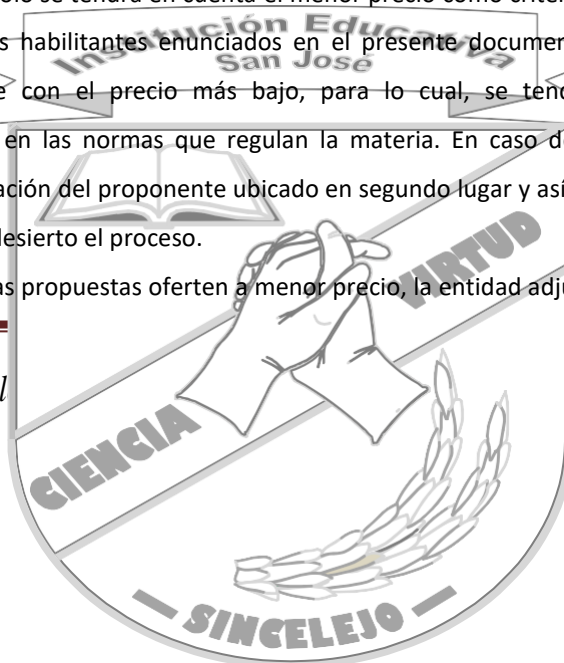 olo se tendrá en cuenta el menor precio como criter
Institución Educativa
s habilitantes enunciados en el presente documen
San José
e con el precio más bajo, para lo cual, se tend
en las normas que regulan la materia. En caso d
ación del proponente ubicado en segundo lugar y así
desierto el proceso.
VIRTUD
as propuestas oferten a menor precio, la entidad adju
l
CIENCIA
— SINCELEJO —